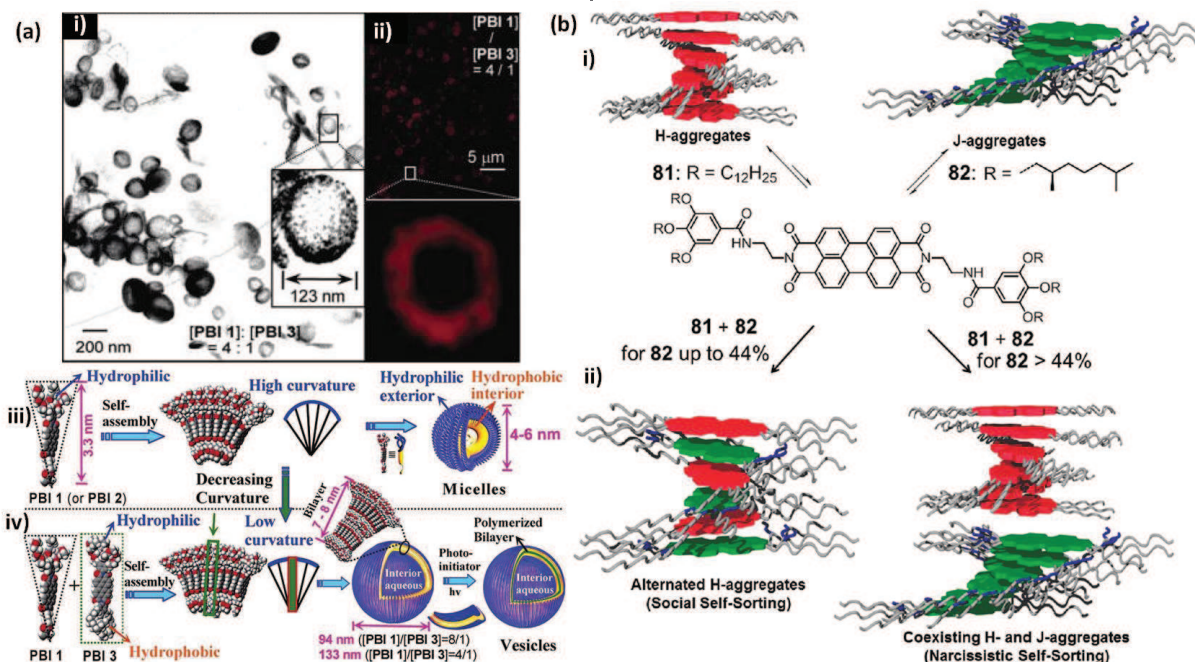 (a)
i)
[PBI 1]: [PBI 3]
= 4 : 1
200 nm
123 nm
ii)
[PBI 1]
/
[PBI 3]
= 4 / 1
5 μm
iii)
Hydrophilic
3.3 nm
PBI 1 (or PBI 2)
Self-
assembly
High curvature
Hydrophilic
exterior
Hydrophobic
interior
4-6 nm
Micelles
Decreasing
Curvature
iv)
Hydrophilic
PBI 1
+
PBI 3
Hydrophobic
Self-
assembly
Low
curvature
Bilayer
7 - 8 nm
Interior
aqueous
Photo-
initiator
hν
Polymerized
Bilayer
Interior
aqueous
94 nm ([PBI 1]/[PBI 3]=8/1)
133 nm ([PBI 1]/[PBI 3]=4/1)
Vesicles
(b)
i)
H-aggregates
81: R = C12H25
J-aggregates
82: R =
RO
RO
RO
O
NH
O
N
O
O
N
O
NH
O
OR
OR
OR
81 + 82
for 82 up to 44%
81 + 82
for 82 > 44%
ii)
Alternated H-aggregates
(Social Self-Sorting)
Coexisting H- and J-aggregates
(Narcissistic Self-Sorting)